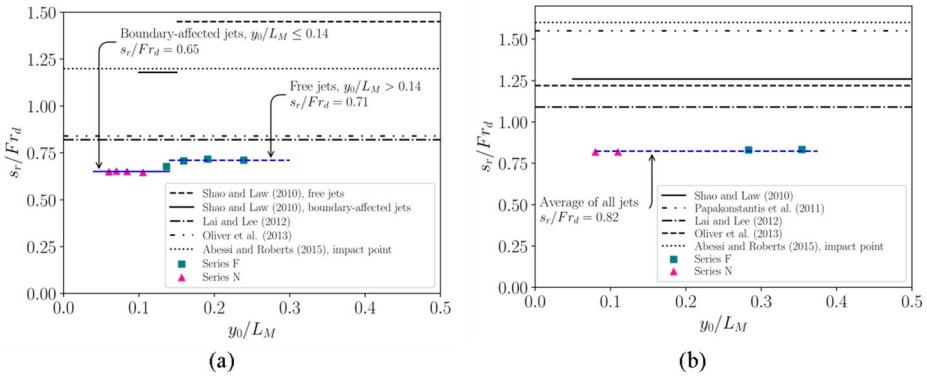 1.50
1.25
1.00
0.75
0.50
0.25
0.00
s_r/Fr_d
Boundary-affected jets, y_0/L_M ≤ 0.14
s_r/Fr_d = 0.65
Free jets, y_0/L_M > 0.14
s_r/Fr_d = 0.71
Shao and Law (2010), free jets
Shao and Law (2010), boundary-affected jets
Lai and Lee (2012)
Oliver et al. (2013)
Abessi and Roberts (2015), impact point
Series F
Series N
0.0 0.1 0.2 0.3 0.4 0.5
y_0/L_M
(a)
1.50
1.25
1.00
0.75
0.50
0.25
0.00
s_r/Fr_d
Average of all jets
s_r/Fr_d = 0.82
Shao and Law (2010)
Papakonstantis et al. (2011)
Lai and Lee (2012)
Oliver et al. (2013)
Abessi and Roberts (2015), impact point
Series F
Series N
0.0 0.1 0.2 0.3 0.4 0.5
y_0/L_M
(b)